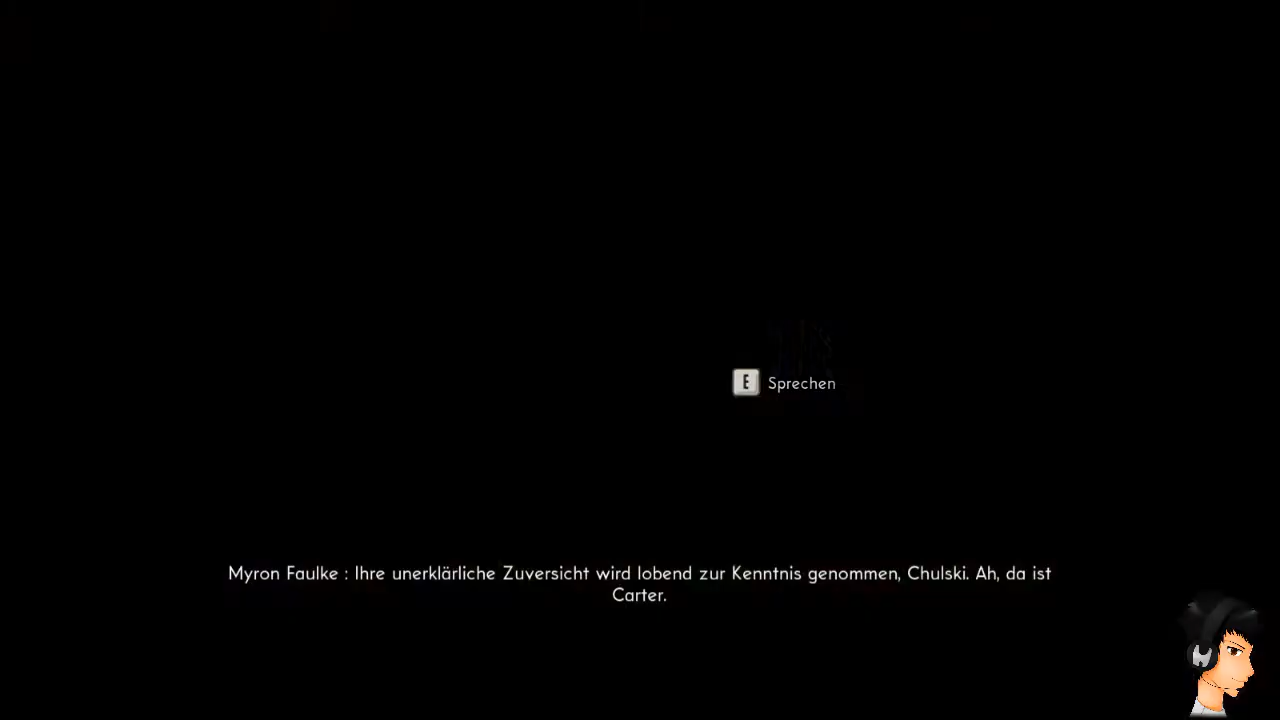 E Sprechen
Myron Faulke : Ihre unerklärliche Zuversicht wird lobend zur Kenntnis genommen, Chulski. Ah, da ist
Carter.